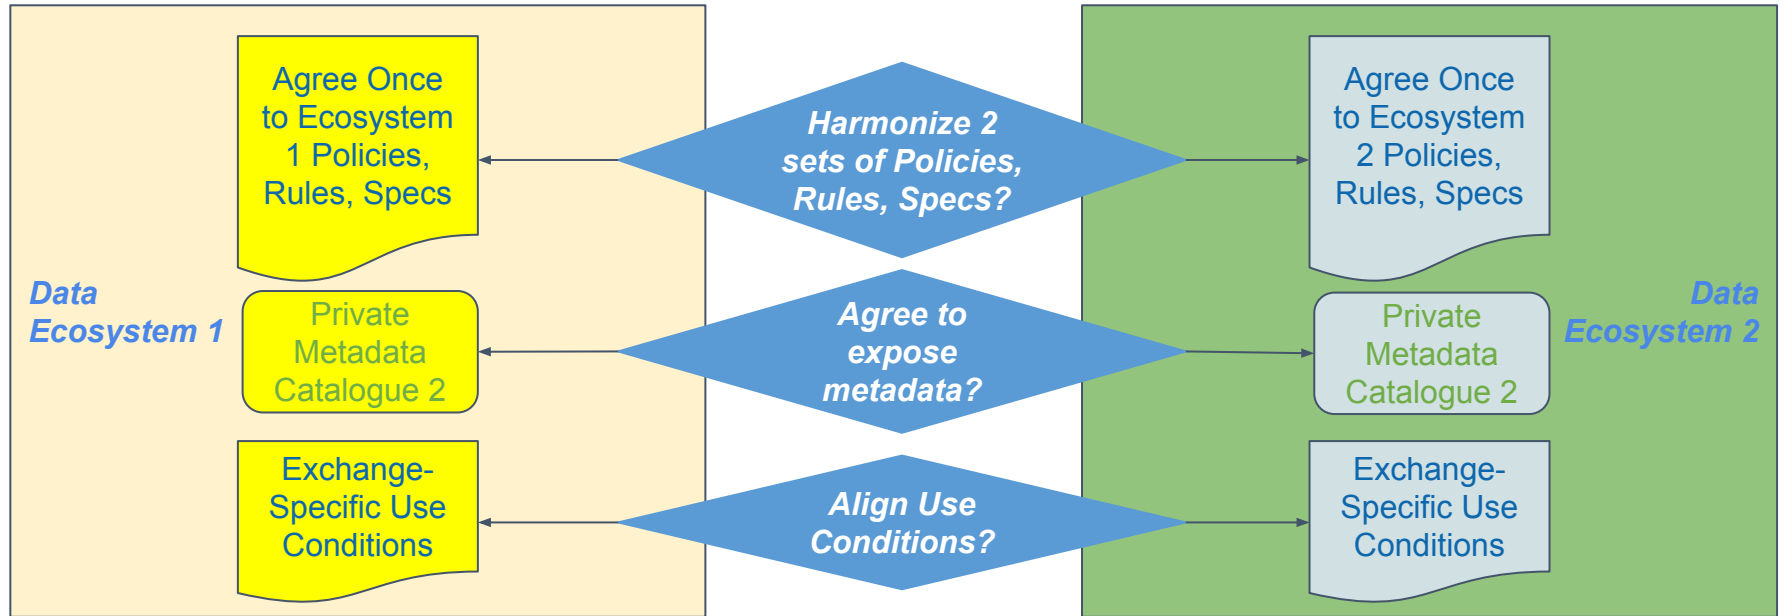 Agree Once
to Ecosystem
1 Policies,
Rules, Specs
Harmonize 2
sets of Policies,
Rules, Specs?
Agree Once
to Ecosystem
2 Policies,
Rules, Specs
Data
Ecosystem 1
Private
Metadata
Catalogue 2
Agree to
expose
metadata?
Private
Metadata
Catalogue 2
Data
Ecosystem 2
Exchange-
Specific Use
Conditions
Align Use
Conditions?
Exchange-
Specific Use
Conditions